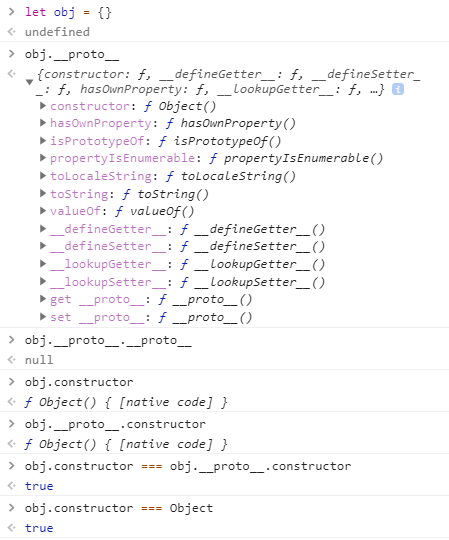 > let obj = {}
<· undefined
> obj.__proto__
<· {constructor: ƒ, __defineGetter__: ƒ, __defineSetter_
▼ _: ƒ, hasOwnProperty: ƒ, __lookupGetter__: ƒ, …} i
▶ constructor: ƒ Object()
▶ hasOwnProperty: ƒ hasOwnProperty()
▶ isPrototypeOf: ƒ isPrototypeOf()
▶ propertyIsEnumerable: ƒ propertyIsEnumerable()
▶ toLocaleString: ƒ toLocaleString()
▶ toString: ƒ toString()
▶ valueOf: ƒ valueOf()
▶ __defineGetter__: ƒ __defineGetter__()
▶ __defineSetter__: ƒ __defineSetter__()
▶ __lookupGetter__: ƒ __lookupGetter__()
▶ __lookupSetter__: ƒ __lookupSetter__()
▶ get __proto__: ƒ __proto__()
▶ set __proto__: ƒ __proto__()
> obj.__proto__.__proto__
<· null
> obj.constructor
<· ƒ Object() { [native code] }
> obj.__proto__.constructor
<· ƒ Object() { [native code] }
> obj.constructor === obj.__proto__.constructor
<· true
> obj.constructor === Object
<· true